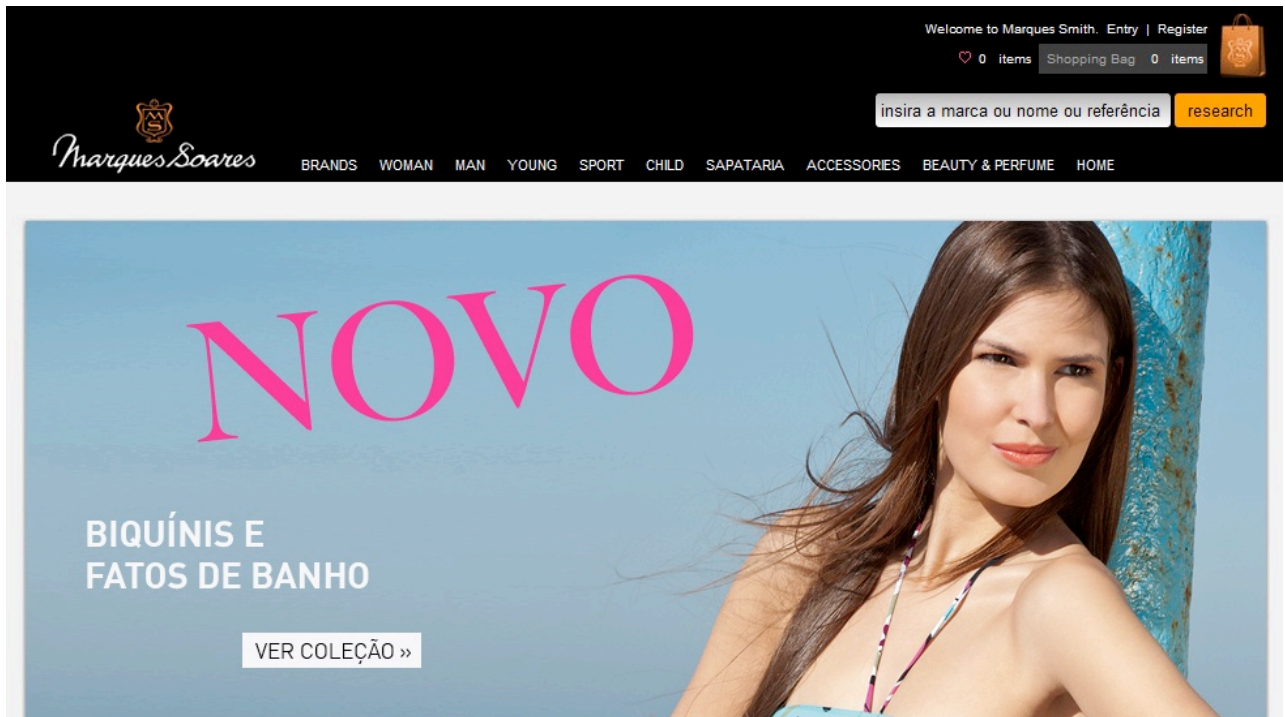 Welcome to Marques Smith. Entry | Register
♡ 0 items Shopping Bag 0 items
MS
insira a marca ou nome ou referência research
MS
Marques Soares
BRANDS WOMAN MAN YOUNG SPORT CHILD SAPATARIA ACCESSORIES BEAUTY & PERFUME HOME
NOVO
BIQUÍNIS E
FATOS DE BANHO
VER COLEÇÃO »